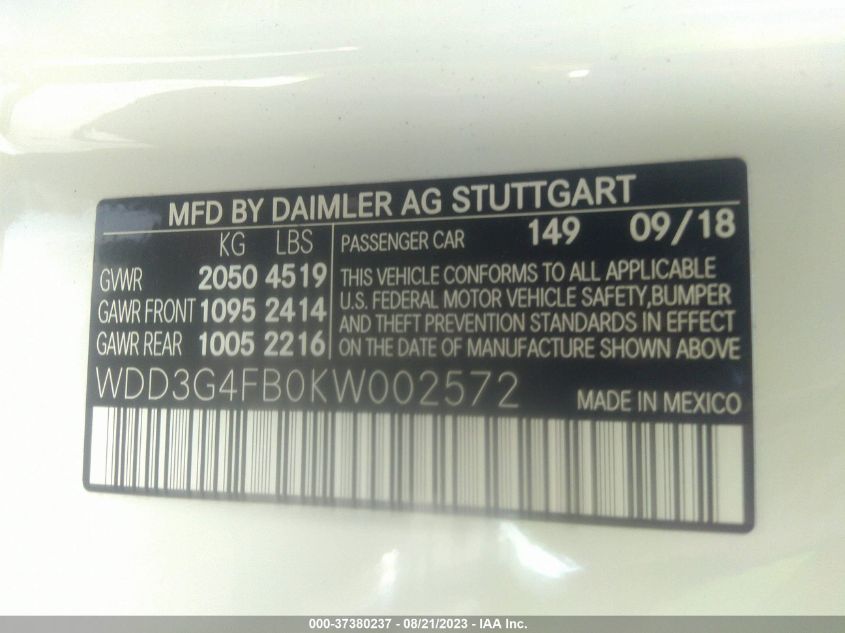 MFD BY DAIMLER AG STUTTGART
KG LBS
PASSENGER CAR 149 09/18
GVWR 2050 4519
GAWR FRONT 1095 2414
GAWR REAR 1005 2216
THIS VEHICLE CONFORMS TO ALL APPLICABLE
U.S. FEDERAL MOTOR VEHICLE SAFETY,BUMPER
AND THEFT PREVENTION STANDARDS IN EFFECT
ON THE DATE OF MANUFACTURE SHOWN ABOVE
WDD3G4FB0KW002572
MADE IN MEXICO
000-37380237 - 08/21/2023 - IAA Inc.